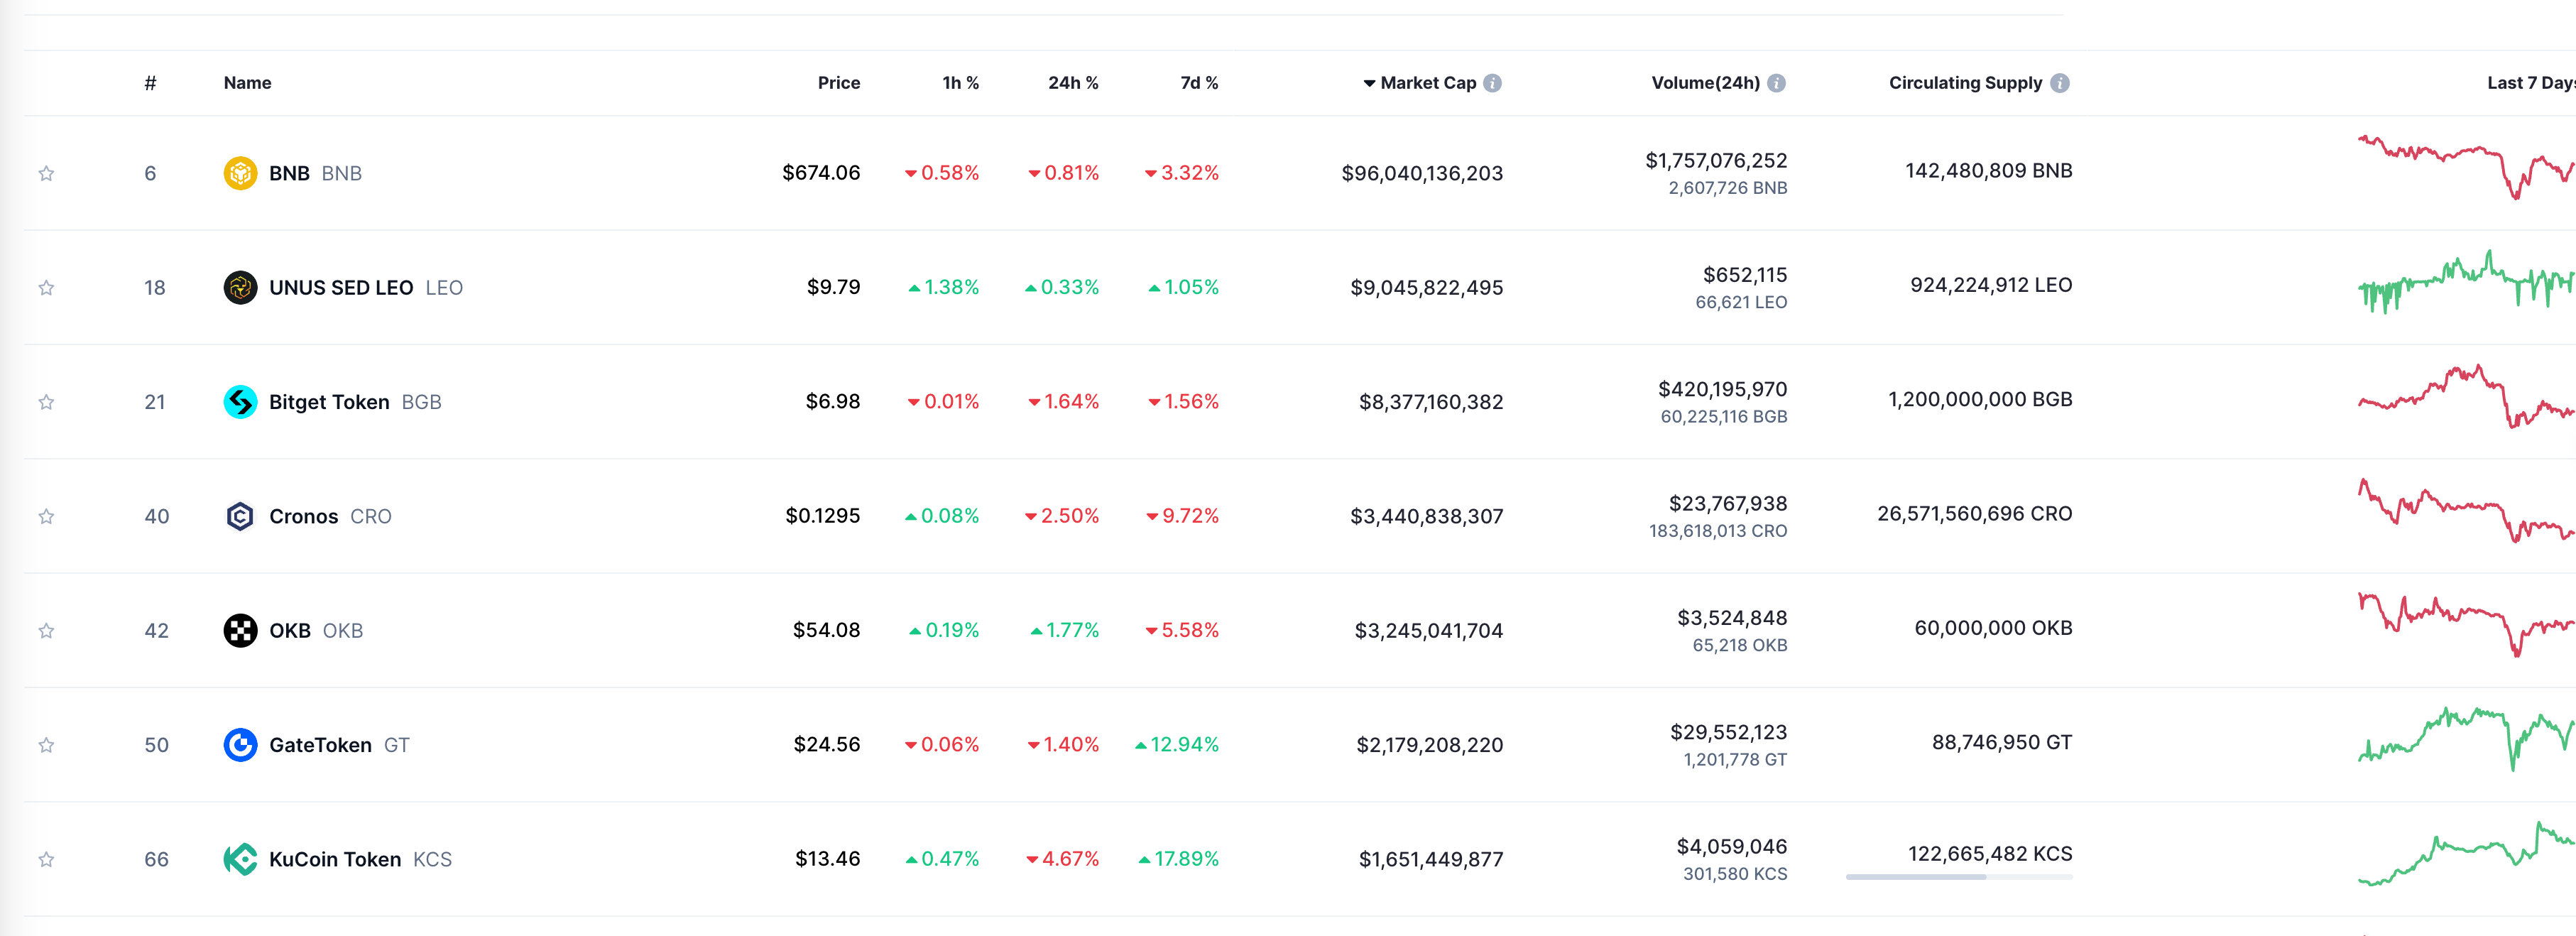 # Name Price 1h % 24h % 7d % Market Cap Volume(24h) Circulating Supply Last 7 Days
6 BNB BNB $674.06 0.58% 0.81% 3.32% $96,040,136,203 $1,757,076,252 142,480,809 BNB
2,607,726 BNB
18 UNUS SED LEO LEO $9.79 1.38% 0.33% 1.05% $9,045,822,495 $652,115 924,224,912 LEO
66,621 LEO
21 Bitget Token BGB $6.98 0.01% 1.64% 1.56% $8,377,160,382 $420,195,970 1,200,000,000 BGB
60,225,116 BGB
40 Cronos CRO $0.1295 0.08% 2.50% 9.72% $3,440,838,307 $23,767,938 26,571,560,696 CRO
183,618,013 CRO
42 OKB OKB $54.08 0.19% 1.77% 5.58% $3,245,041,704 $3,524,848 60,000,000 OKB
65,218 OKB
50 GateToken GT $24.56 0.06% 1.40% 12.94% $2,179,208,220 $29,552,123 88,746,950 GT
1,201,778 GT
66 KuCoin Token KCS $13.46 0.47% 4.67% 17.89% $1,651,449,877 $4,059,046 122,665,482 KCS
301,580 KCS